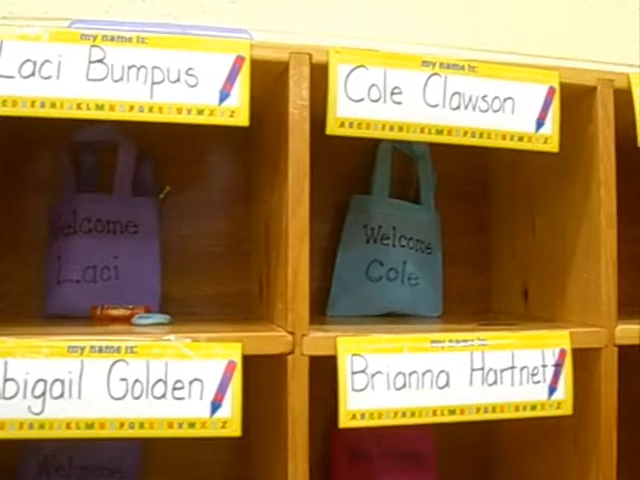 my name is:
Laci Bumpus
my name is:
Cole Clawson
Welcome
Laci
Welcome
Cole
my name is:
bigail Golden
my name is:
Brianna Hartnett
Welcome